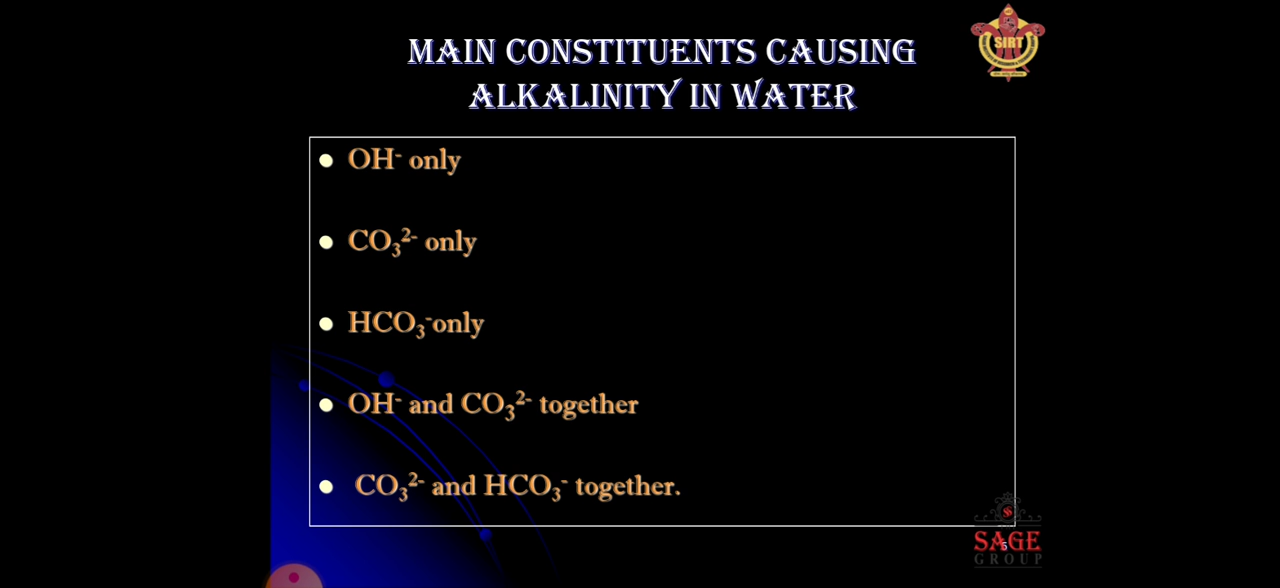 MAIN CONSTITUENTS CAUSING
ALKALINITY IN WATER
SIRT
OH⁻ only
CO₃²⁻ only
HCO₃⁻only
OH⁻ and CO₃²⁻ together
CO₃²⁻ and HCO₃⁻ together.
SAGE
GROUP